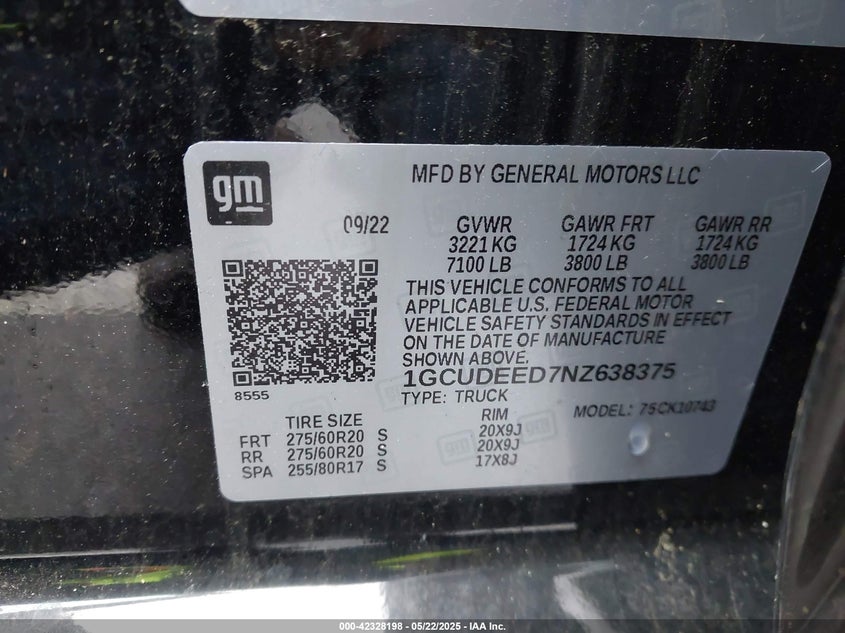 gm
MFD BY GENERAL MOTORS LLC
09/22 GVWR GAWR FRT GAWR RR
3221 KG 1724 KG 1724 KG
7100 LB 3800 LB 3800 LB
THIS VEHICLE CONFORMS TO ALL
APPLICABLE U.S. FEDERAL MOTOR
VEHICLE SAFETY STANDARDS IN EFFECT
ON THE DATE OF MANUFACTURE
SHOWN ABOVE.
1GCUDEED7NZ638375
8555 TYPE: TRUCK
TIRE SIZE RIM MODEL: 7SCK10743
FRT 275/60R20 S 20X9J
RR 275/60R20 S 20X9J
SPA 255/80R17 S 17X8J
000-42328198 - 05/22/2025 - IAA Inc.